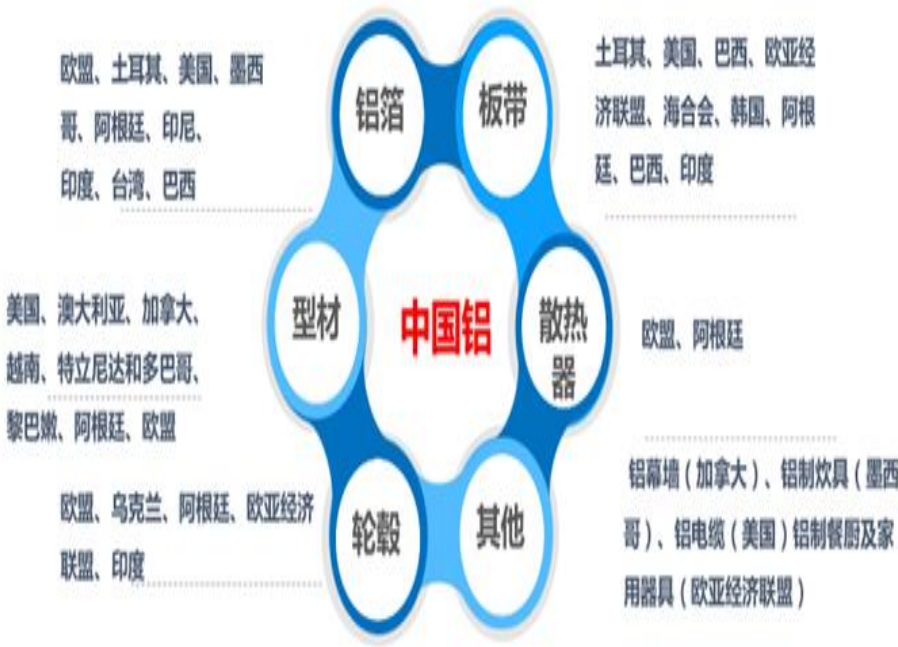 欧盟、土耳其、美国、墨西
哥、阿根廷、印尼、
印度、台湾、巴西
铝箔
板带
土耳其、美国、巴西、欧亚经
济联盟、海合会、韩国、阿根
廷、巴西、印度
美国、澳大利亚、加拿大、
越南、特立尼达和多巴哥、
黎巴嫩、阿根廷、欧盟
型材
中国铝
散热
器
欧盟、阿根廷
欧盟、乌克兰、阿根廷、欧亚经济
联盟、印度
轮毂
其他
铝幕墙（加拿大）、铝制炊具（墨西
哥）、铝电缆（美国）铝制餐厨及家
用器具（欧亚经济联盟）